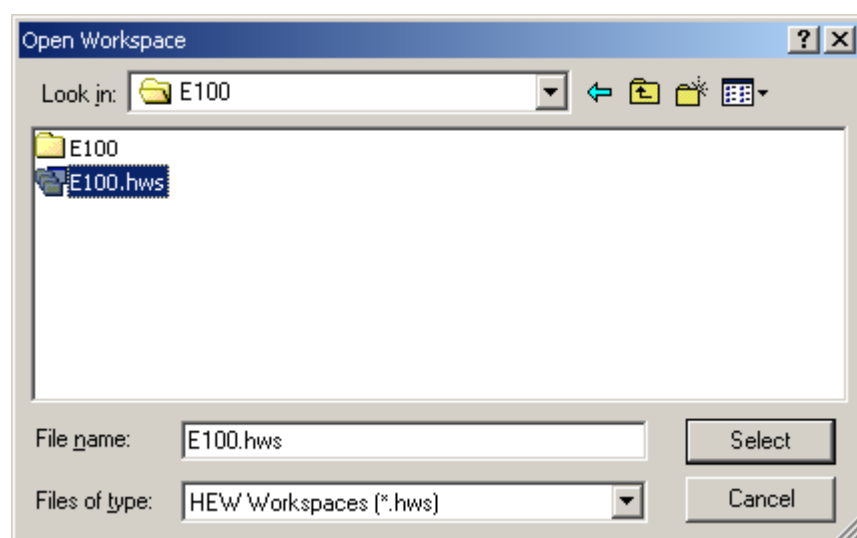 Open Workspace
Look in: E100
E100
E100.hws
File name: E100.hws Select
Files of type: HEW Workspaces (*.hws) Cancel